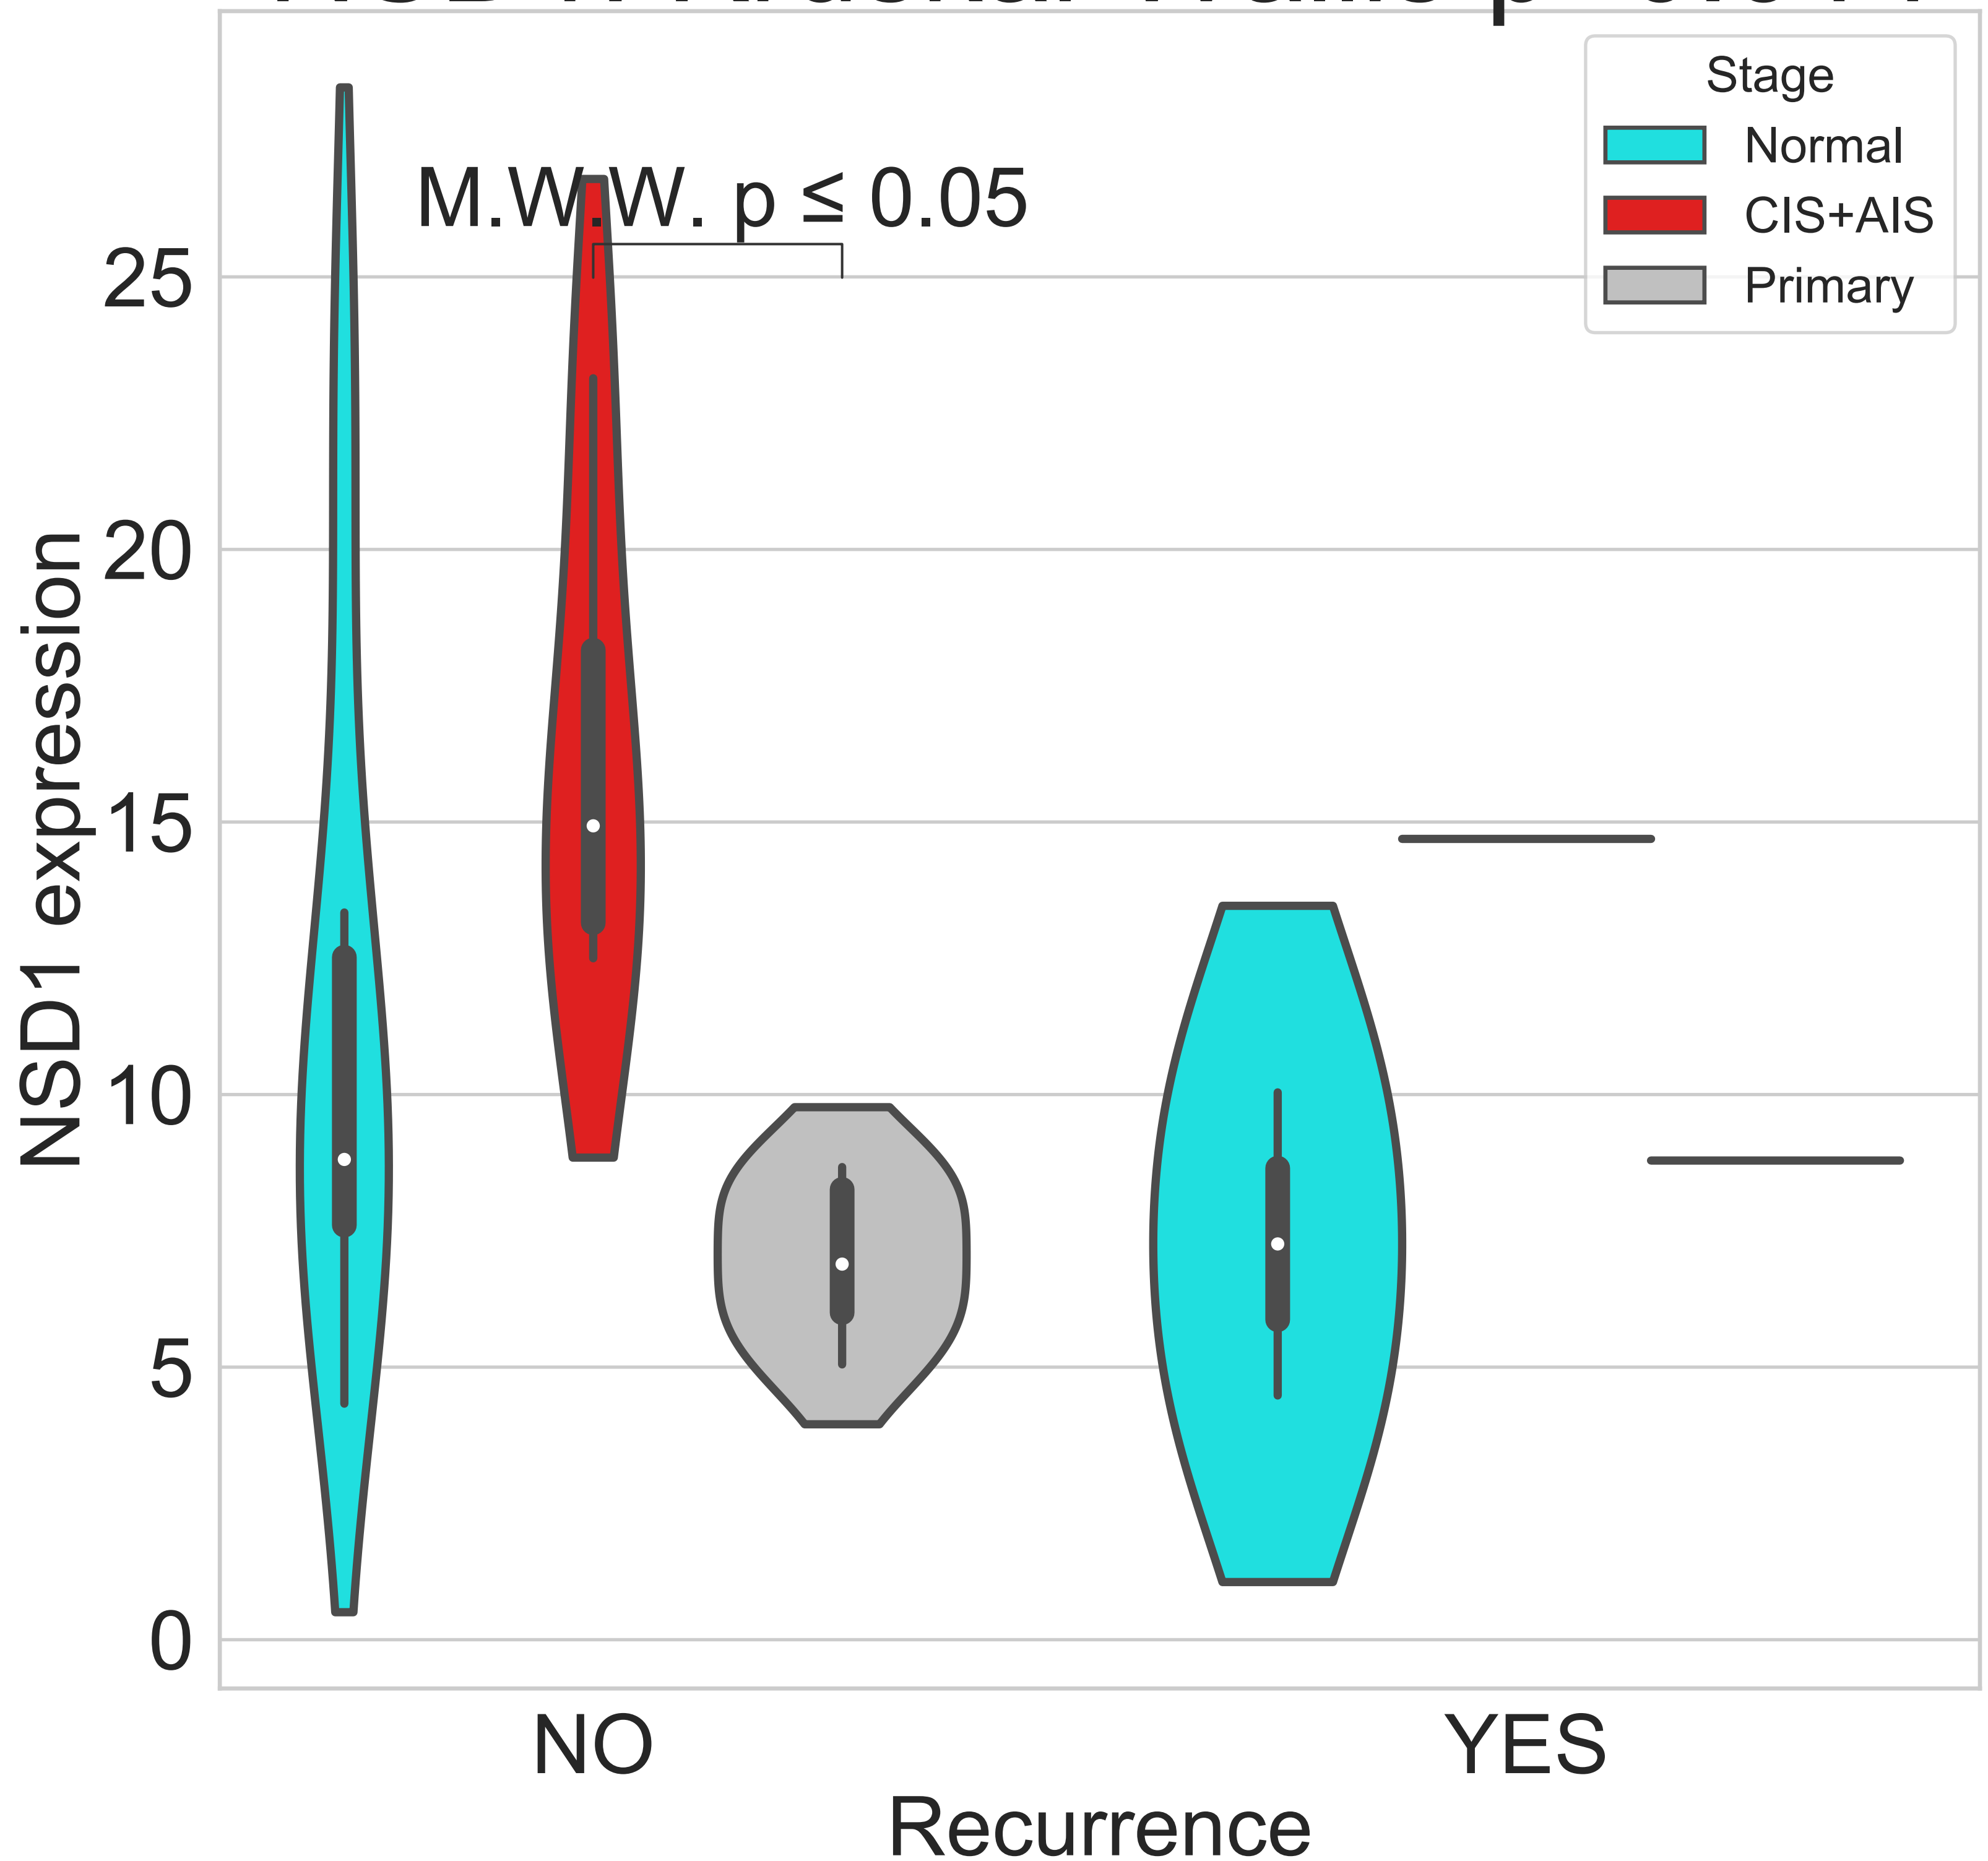 Stage
Normal
CIS+AIS
Primary
M.W.W. p ≤ 0.05
NSD1 expression
25
20
15
10
5
0
NO
YES
Recurrence